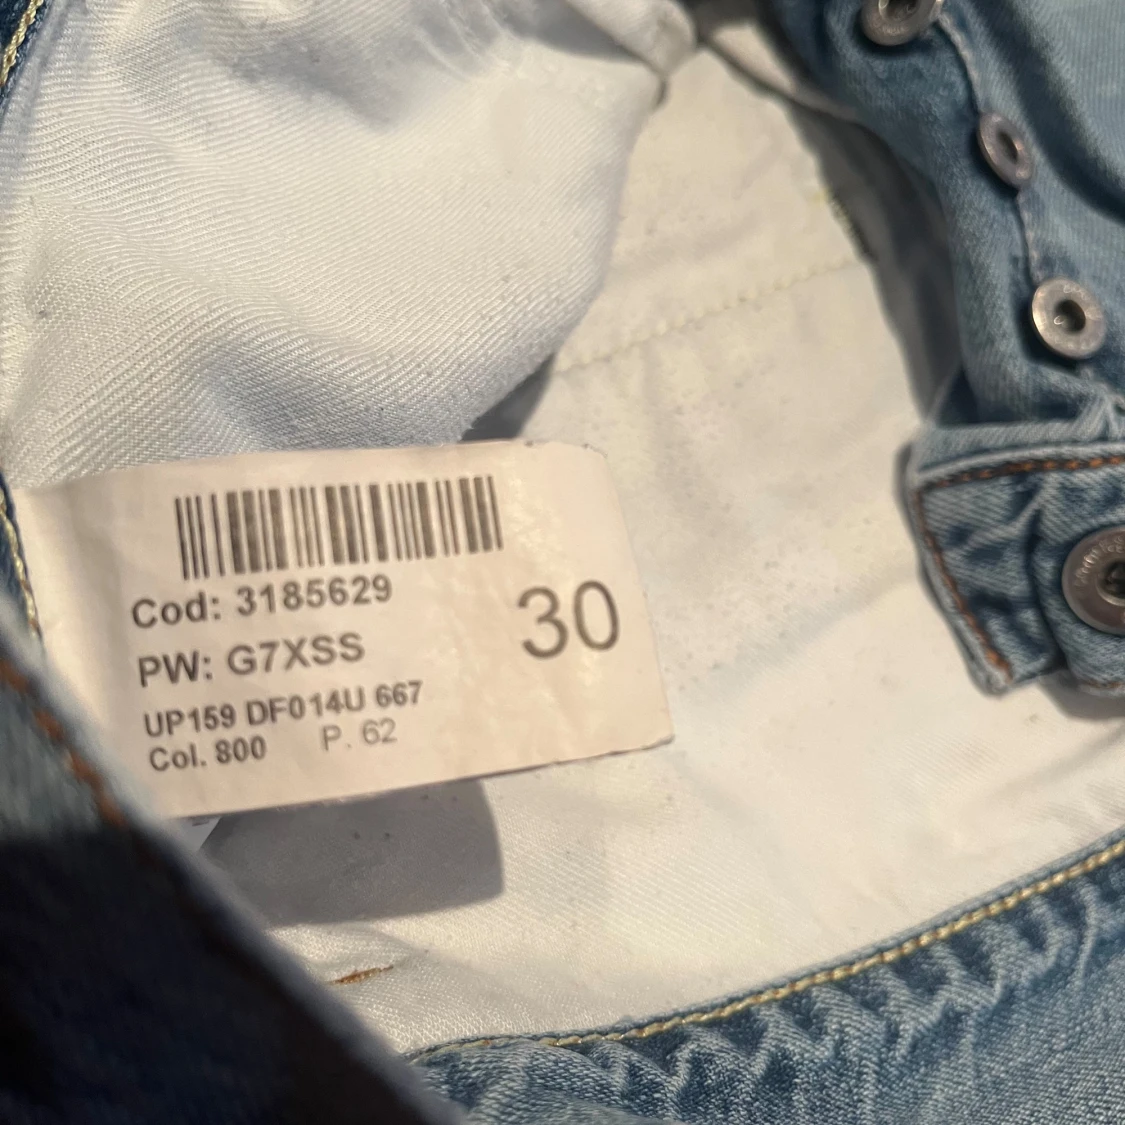 Cod: 3185629
PW: G7XSS
30
UP159 DF014U 667
Col. 800 P. 62